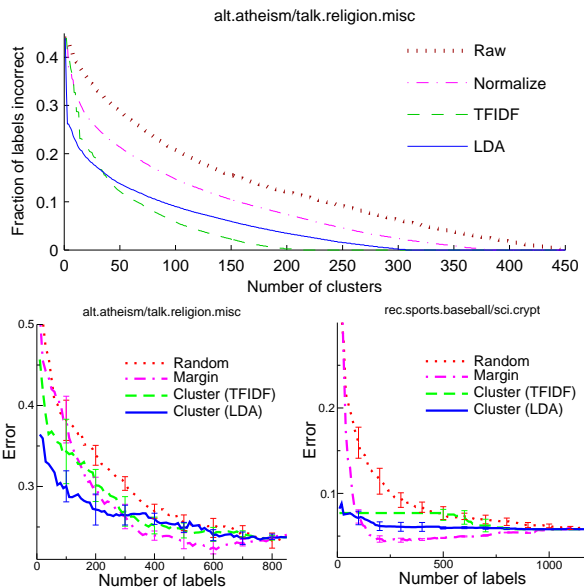 alt.atheism/talk.religion.misc
Fraction of labels incorrect
0.4
0.3
0.2
0.1
0
Raw
Normalize
TFIDF
LDA
0 50 100 150 200 250 300 350 400 450
Number of clusters
alt.atheism/talk.religion.misc
Error
0.5
0.4
0.3
Random
Margin
Cluster (TFIDF)
Cluster (LDA)
0 200 400 600 800
Number of labels
rec.sports.baseball/sci.crypt
Error
0.2
0.1
Random
Margin
Cluster (TFIDF)
Cluster (LDA)
0 500 1000
Number of labels